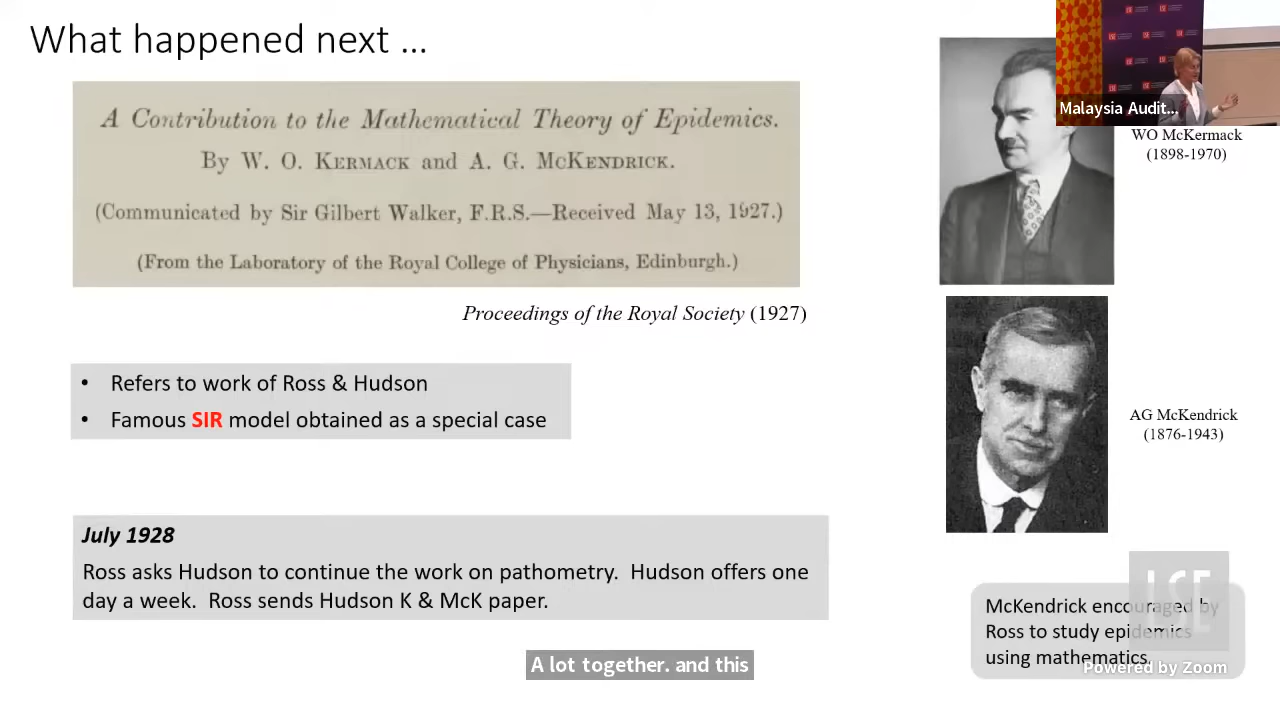 What happened next ...
A Contribution to the Mathematical Theory of Epidemics.
By W. O. KERMACK and A. G. MCKENDRICK.
(Communicated by Sir Gilbert Walker, F.R.S.—Received May 13, 1927.)
(From the Laboratory of the Royal College of Physicians, Edinburgh.)
Proceedings of the Royal Society (1927)
• Refers to work of Ross & Hudson
• Famous SIR model obtained as a special case
July 1928
Ross asks Hudson to continue the work on pathometry. Hudson offers one
day a week. Ross sends Hudson K & McK paper.
Malaysia Audit...
WO McKermack
(1898-1970)
AG McKendrick
(1876-1943)
McKendrick encouraged by
Ross to study epidemics
using mathematics.
LSE
Powered by Zoom
A lot together. and this